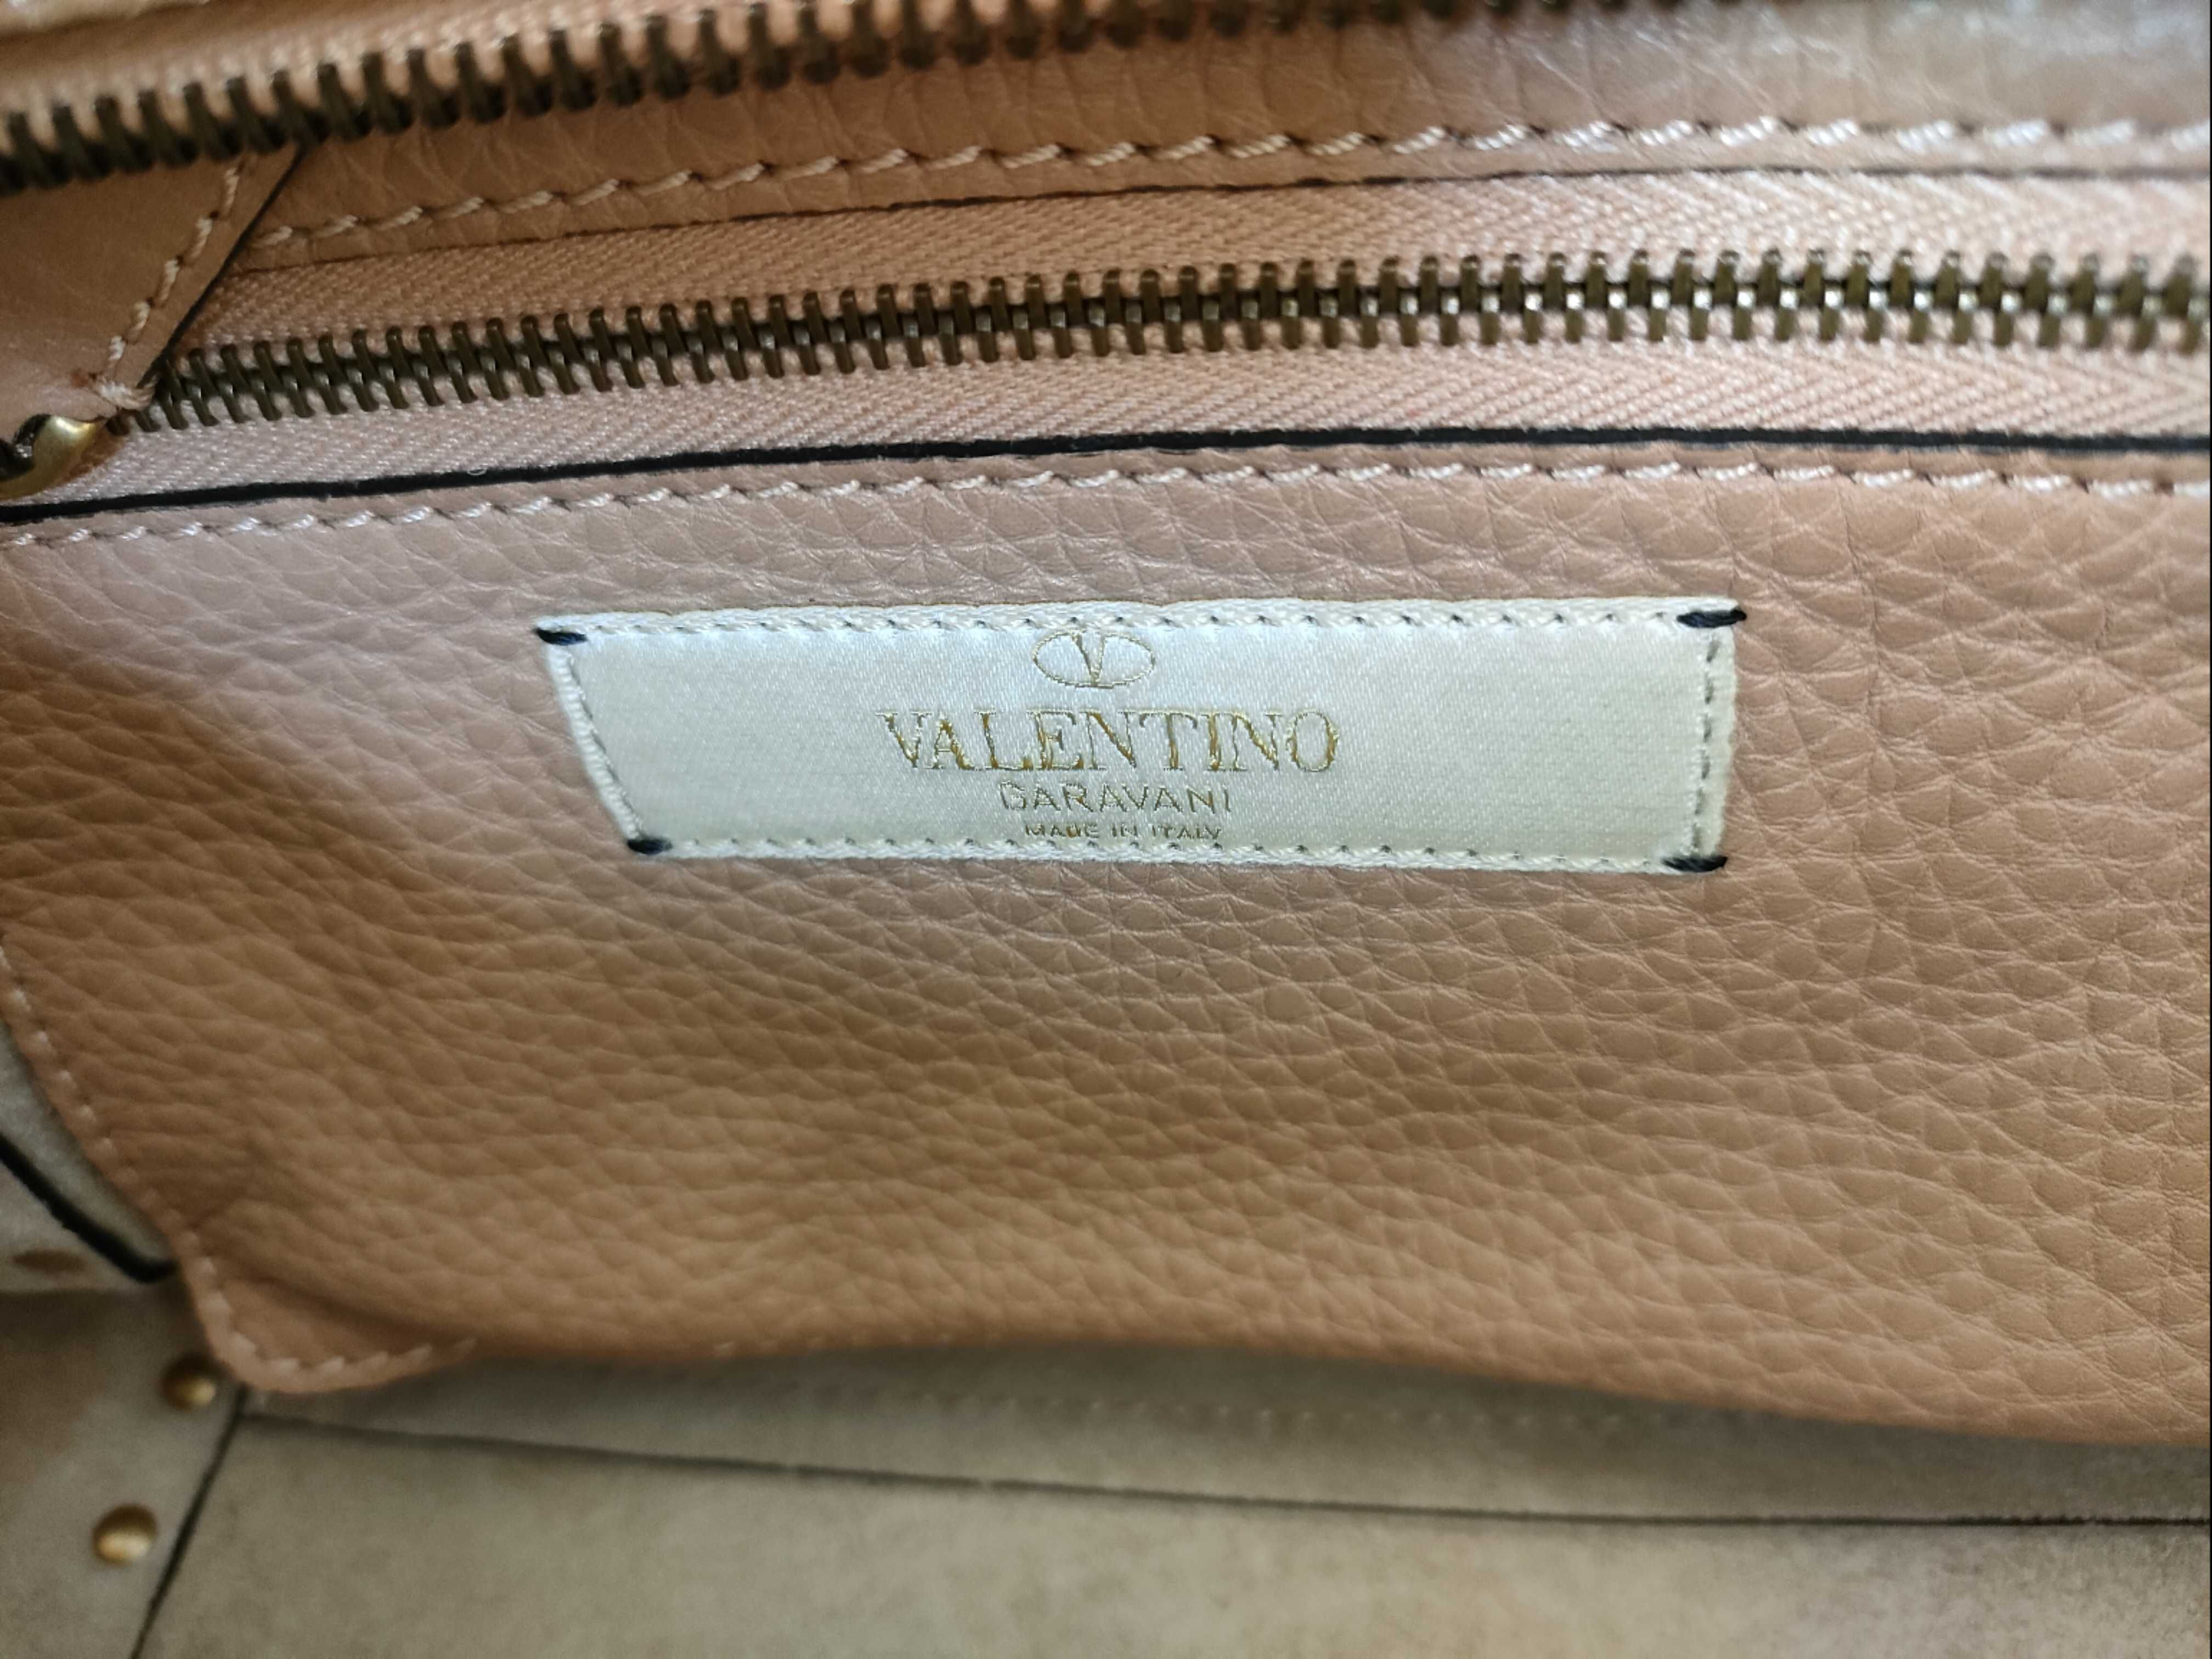 V
VALENTINO
GARAVANI
MADE IN ITALY